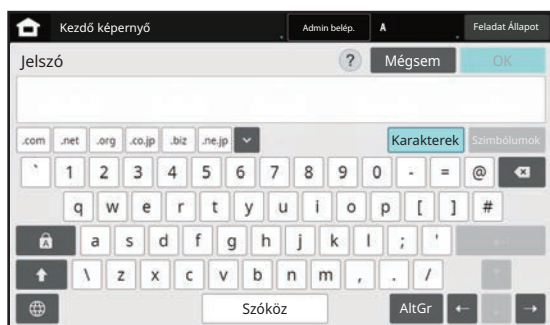 Kezdő képernyő Admin belép. A Feladat Állapot
Jelszó ? Mégsem OK
.com .net .org .co.jp .biz .ne.jp Karakterek Szimbólumok
` 1 2 3 4 5 6 7 8 9 0 - = @
q w e r t y u i o p [ ] #
A a s d f g h j k l ; '
\ z x c v b n m , . /
Szóköz AltGr ← ↓ →